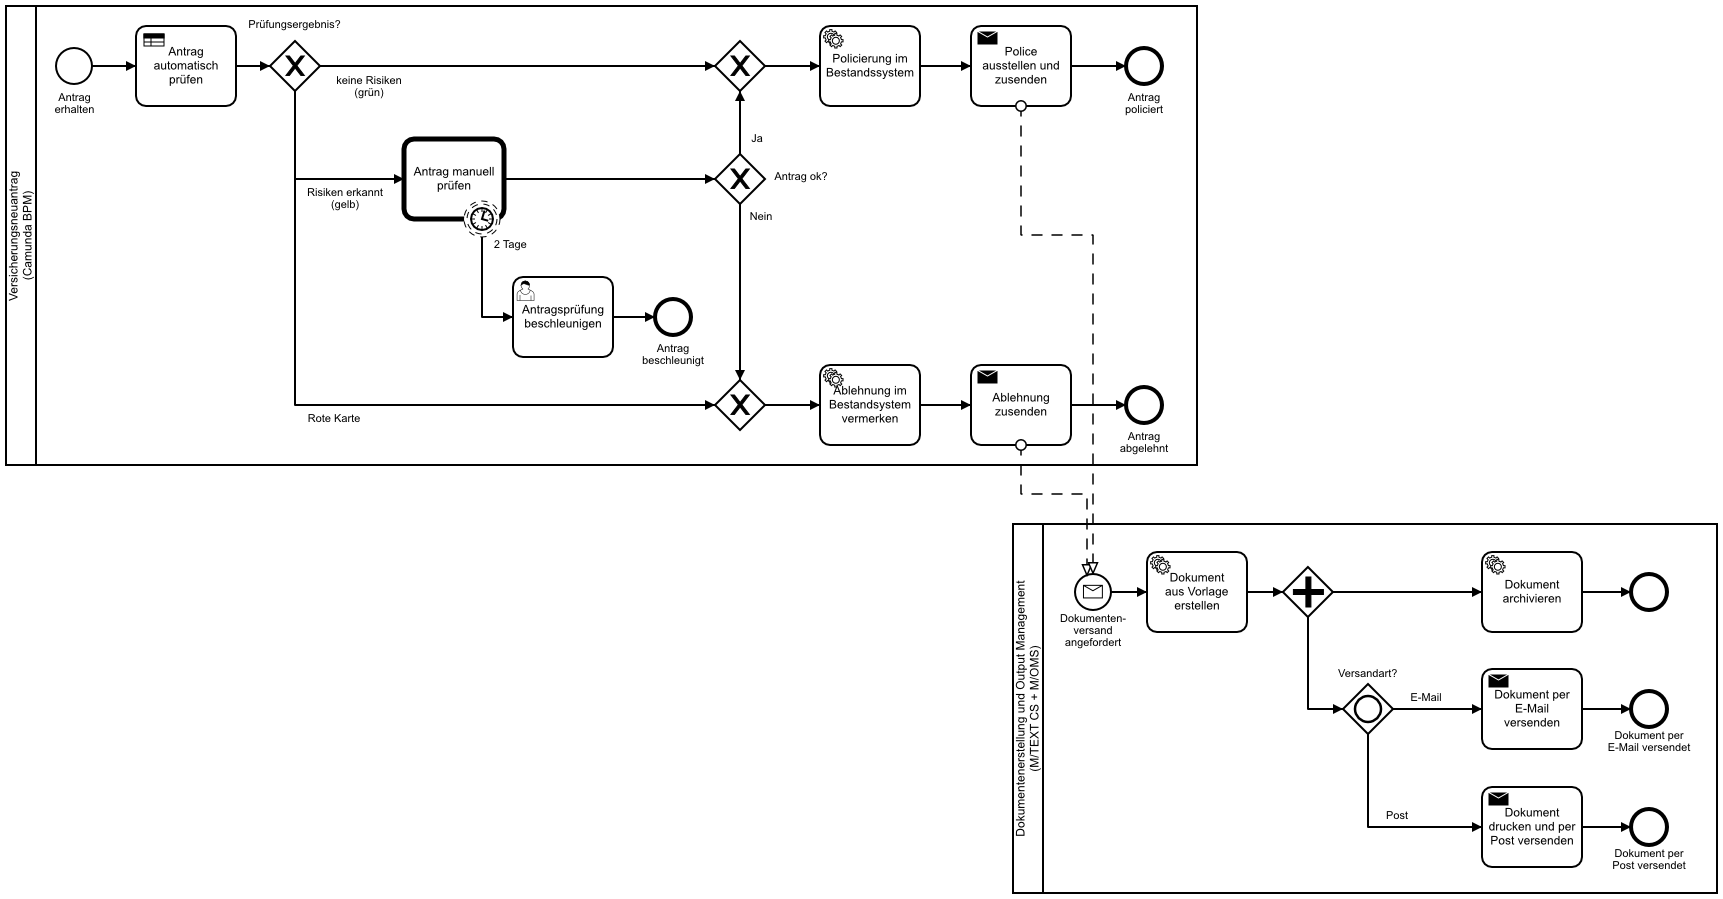 Versicherungsneuantrag
(Camunda BPM)
Antrag
erhalten
Antrag
automatisch
prüfen
Prüfungsergebnis?
keine Risiken
(grün)
Risiken erkannt
(gelb)
Rote Karte
Antrag manuell
prüfen
2 Tage
Antragsprüfung
beschleunigen
Antrag
beschleunigt
Ja
Antrag ok?
Nein
Policierung im
Bestandssystem
Police
ausstellen und
zusenden
Antrag
policiert
Ablehnung im
Bestandsystem
vermerken
Ablehnung
zusenden
Antrag
abgelehnt
Dokumentenerstellung und Output Management
(M/TEXT CS + M/OMS)
Dokumenten-
versand
angefordert
Dokument
aus Vorlage
erstellen
Dokument
archivieren
Versandart?
E-Mail
Dokument per
E-Mail
versenden
Dokument per
E-Mail versendet
Post
Dokument
drucken und per
Post versenden
Dokument per
Post versendet